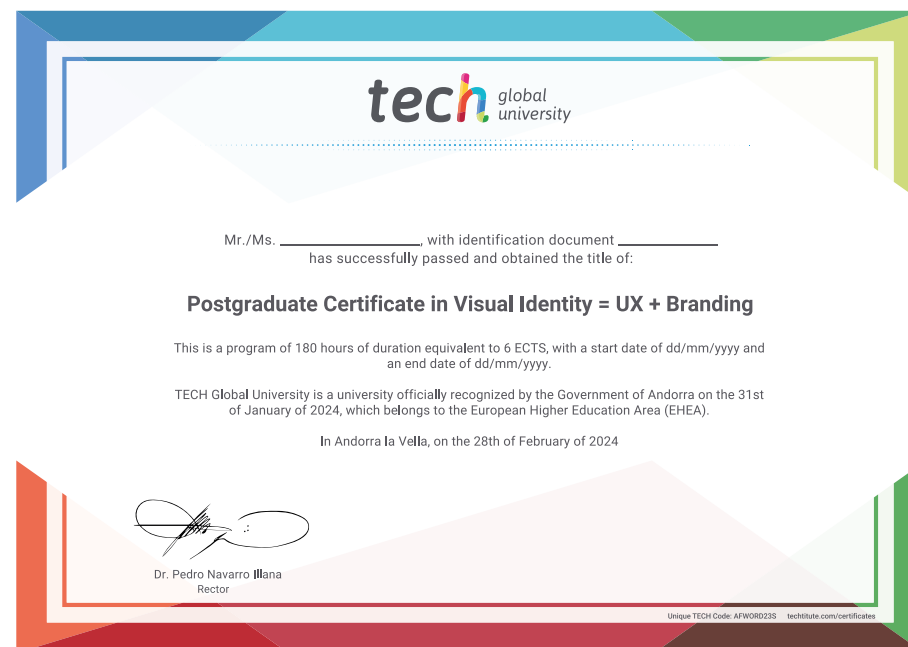 tech global university
Mr./Ms. ____________, with identification document ____________
has successfully passed and obtained the title of:
Postgraduate Certificate in Visual Identity = UX + Branding
This is a program of 180 hours of duration equivalent to 6 ECTS, with a start date of dd/mm/yyyy and
an end date of dd/mm/yyyy.
TECH Global University is a university officially recognized by the Government of Andorra on the 31st
of January of 2024, which belongs to the European Higher Education Area (EHEA).
In Andorra la Vella, on the 28th of February of 2024
Dr. Pedro Navarro Illana
Rector
Unique TECH Code: AFWORD23S techtitute.com/certificates